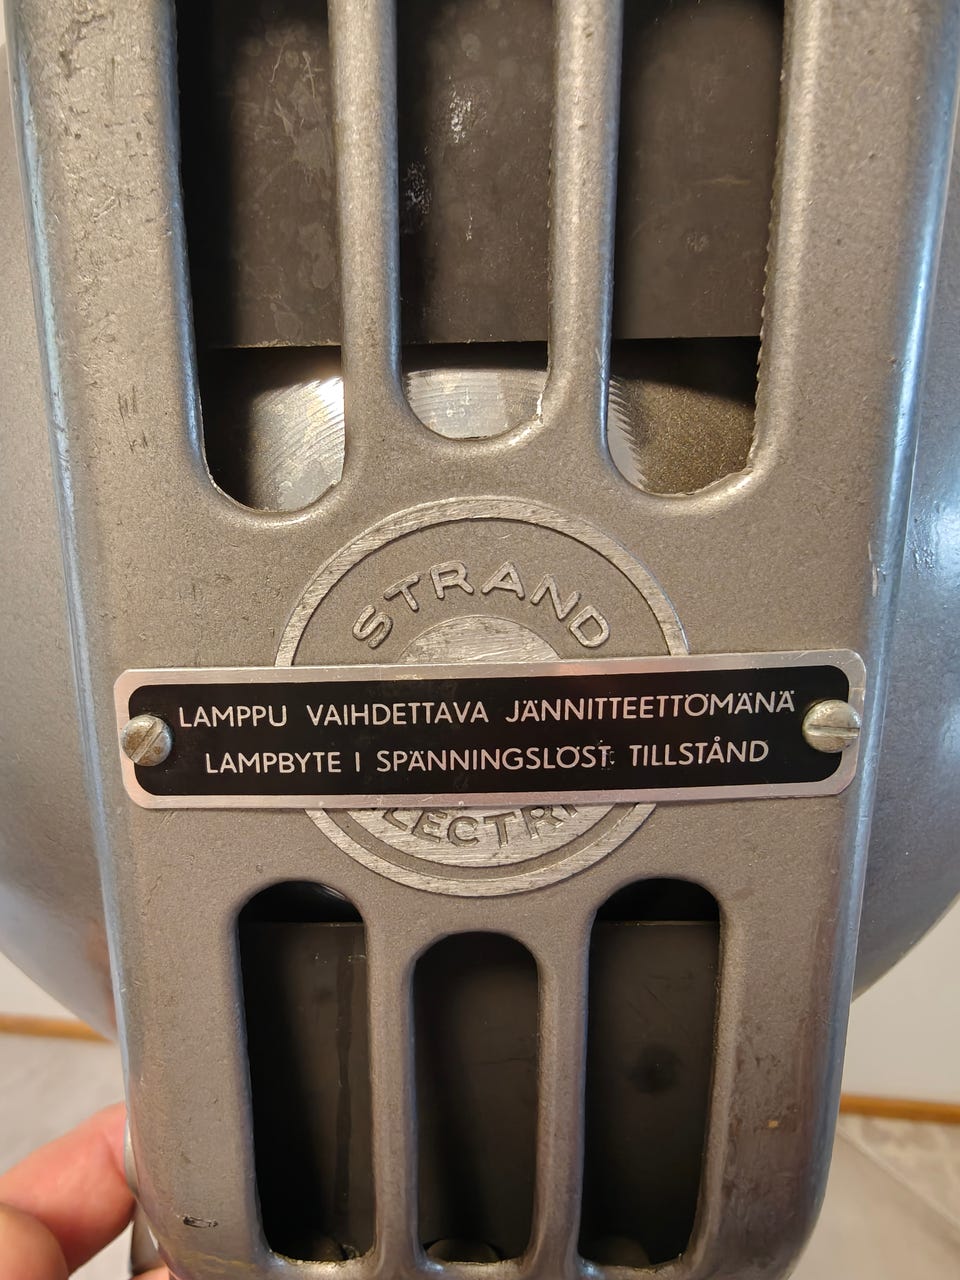 STRAND
LAMPPU VAIHDETTAVA JÄNNITTEETTÖMÄNÄ
LAMPBYTE I SPÄNNINGSLÖST TILLSTÅND